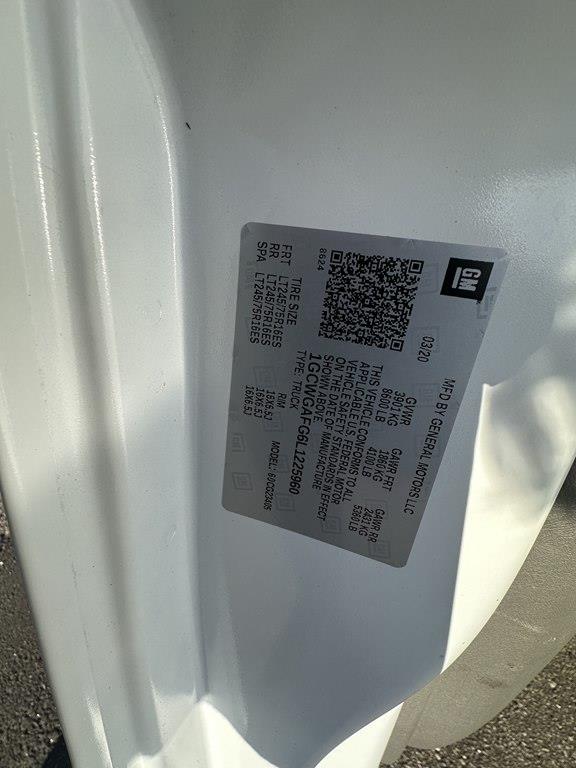 GM
MFD BY GENERAL MOTORS LLC
03/20
GVWR GAWR FRT GAWR RR
3901 KG 1860 KG 2431 KG
8600 LB 4100 LB 5360 LB
THIS VEHICLE CONFORMS TO ALL
APPLICABLE U.S. FEDERAL MOTOR
VEHICLE SAFETY STANDARDS IN EFFECT
ON THE DATE OF MANUFACTURE
SHOWN ABOVE
1GCWGAFG6L1225960
TYPE: TRUCK MODEL:
8624
TIRE SIZE RIM
FRT LT245/75R16ES 16X6.5J
RR LT245/75R16ES 16X6.5J
SPA LT245/75R16ES 16X6.5J